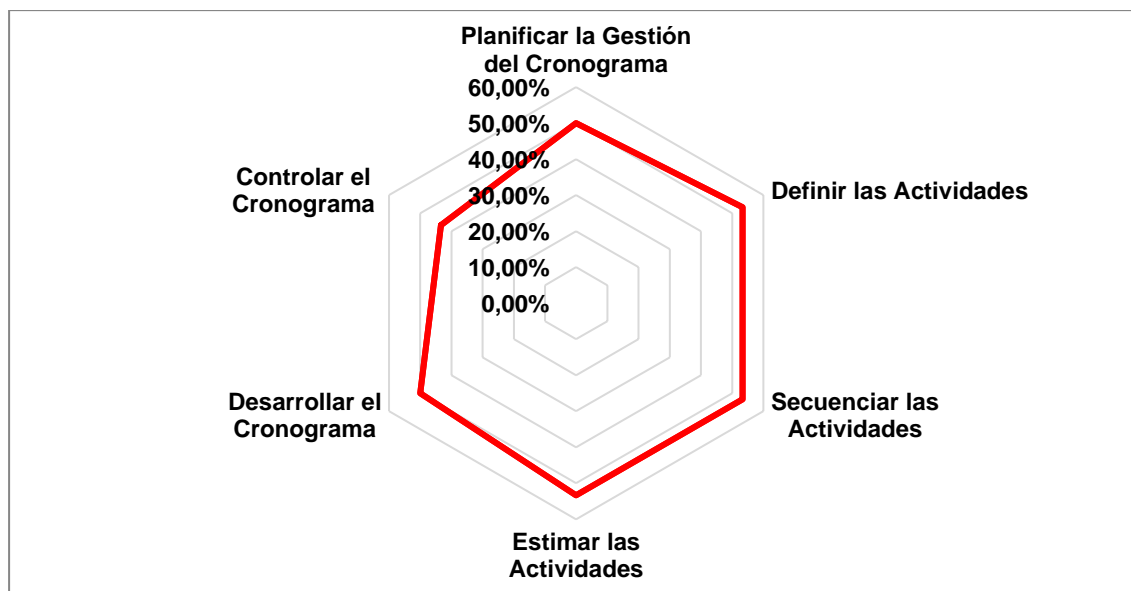 Planificar la Gestión
del Cronograma
60,00%
50,00%
40,00%
30,00%
20,00%
10,00%
0,00%
Definir las Actividades
Secuenciar las
Actividades
Estimar las
Actividades
Desarrollar el
Cronograma
Controlar el
Cronograma